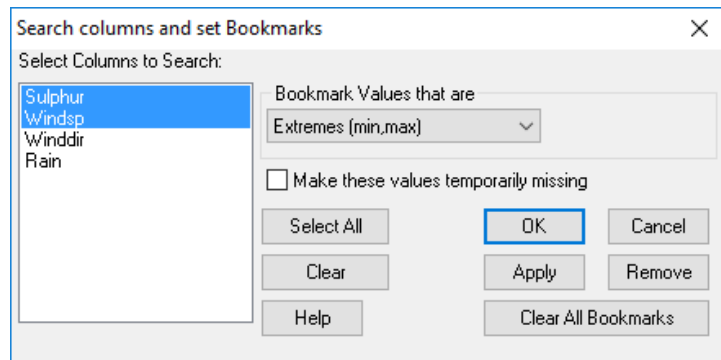 Search columns and set Bookmarks
Select Columns to Search:
Sulphur
Windsp
Winddir
Rain
Bookmark Values that are
Extremes (min,max)
Make these values temporarily missing
Select All
OK
Cancel
Clear
Apply
Remove
Help
Clear All Bookmarks